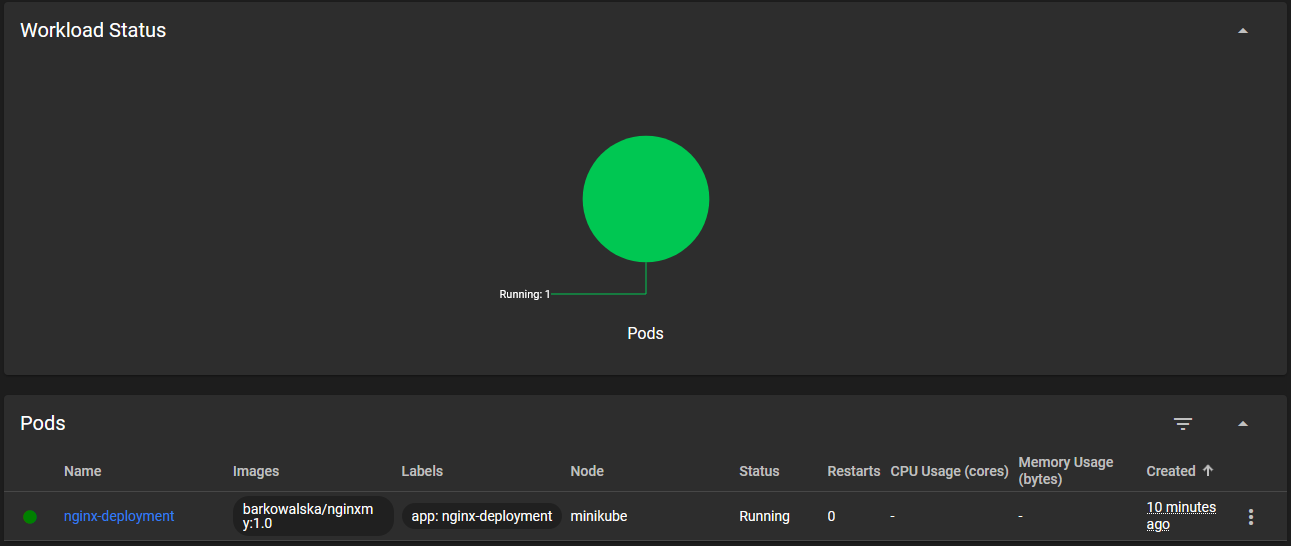 Workload Status
Running: 1
Pods
Pods
Name Images Labels Node Status Restarts CPU Usage (cores) Memory Usage
(bytes) Created
nginx-deployment barkowalska/nginxm
y:1.0 app: nginx-deployment minikube Running 0 - - 10 minutes
ago